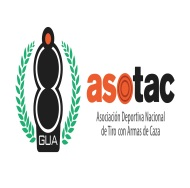 asotac
Asociación Deportiva Nacional
de Tiro con Armas de Caza
GUA